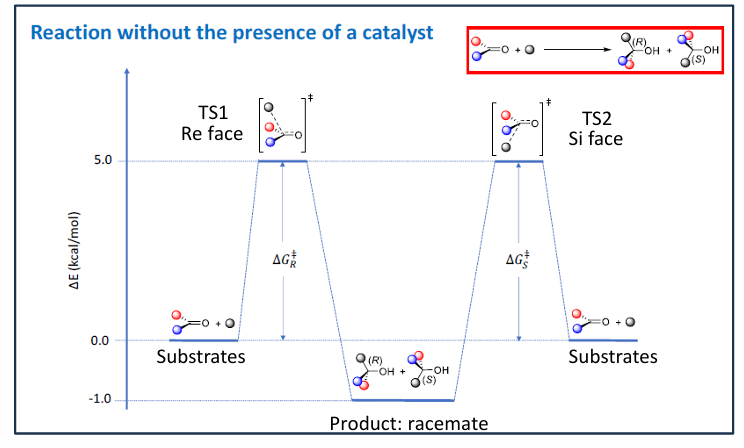 Reaction without the presence of a catalyst
O + (R) OH + OH (S)
TS1
Re face
‡
O
‡
O
TS2
Si face
5.0
ΔE (kcal/mol)
ΔG‡R
ΔG‡S
O +
O +
0.0
Substrates
Substrates
(R) OH + OH (S)
-1.0
Product: racemate